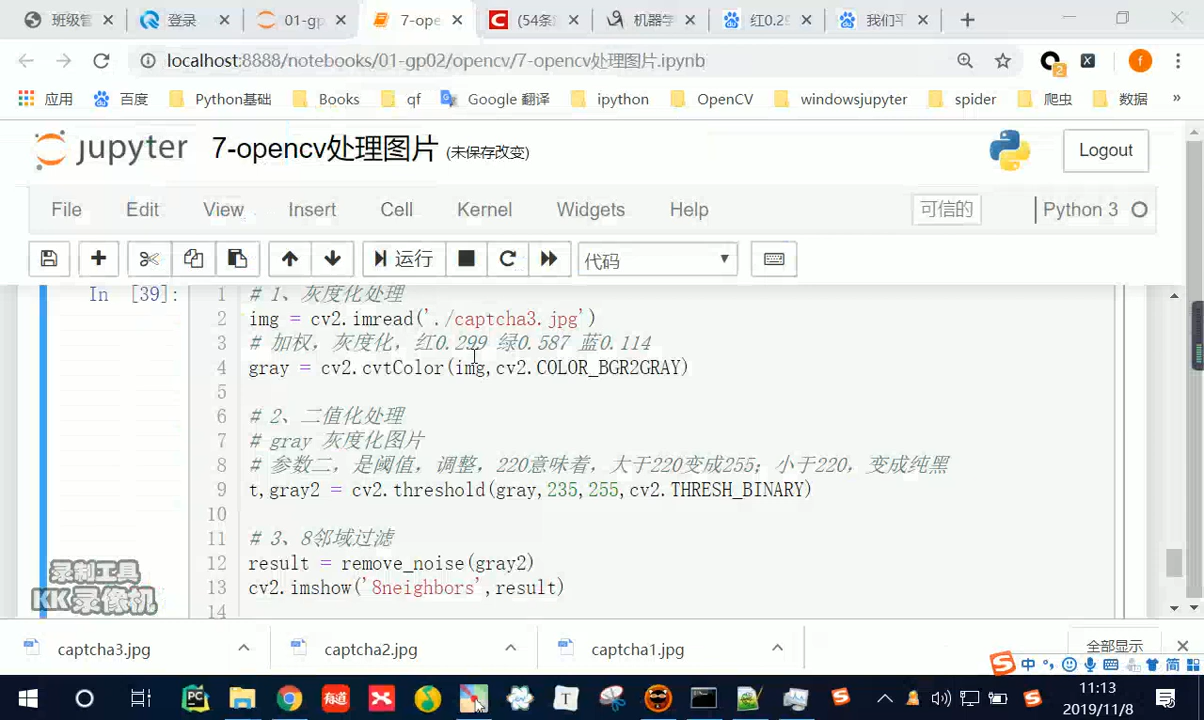 班级管
登录
01-gp
7-ope
(54条
机器学
红0.29
我们平
localhost:8888/notebooks/01-gp02/opencv/7-opencv处理图片.ipynb
2
f
应用
百度
Python基础
Books
qf
Google 翻译
ipython
OpenCV
windowsjupyter
spider
爬虫
数据
»
jupyter
7-opencv处理图片 (未保存改变)
Logout
File Edit View Insert Cell Kernel Widgets Help
可信的
Python 3
运行
代码
In [39]:
1 # 1、灰度化处理
2 img = cv2.imread('./captcha3.jpg')
3 # 加权，灰度化，红0.299 绿0.587 蓝0.114
4 gray = cv2.cvtColor(img,cv2.COLOR_BGR2GRAY)
5
6 # 2、二值化处理
7 # gray 灰度化图片
8 # 参数二，是阈值，调整，220意味着，大于220变成255；小于220，变成纯黑
9 t,gray2 = cv2.threshold(gray,235,255,cv2.THRESH_BINARY)
10
11 # 3、8邻域过滤
12 result = remove_noise(gray2)
13 cv2.imshow('8neighbors',result)
14
录制工具
KK录像机
captcha3.jpg
captcha2.jpg
captcha1.jpg
全部显示
中
简
有道
11:13
2019/11/8